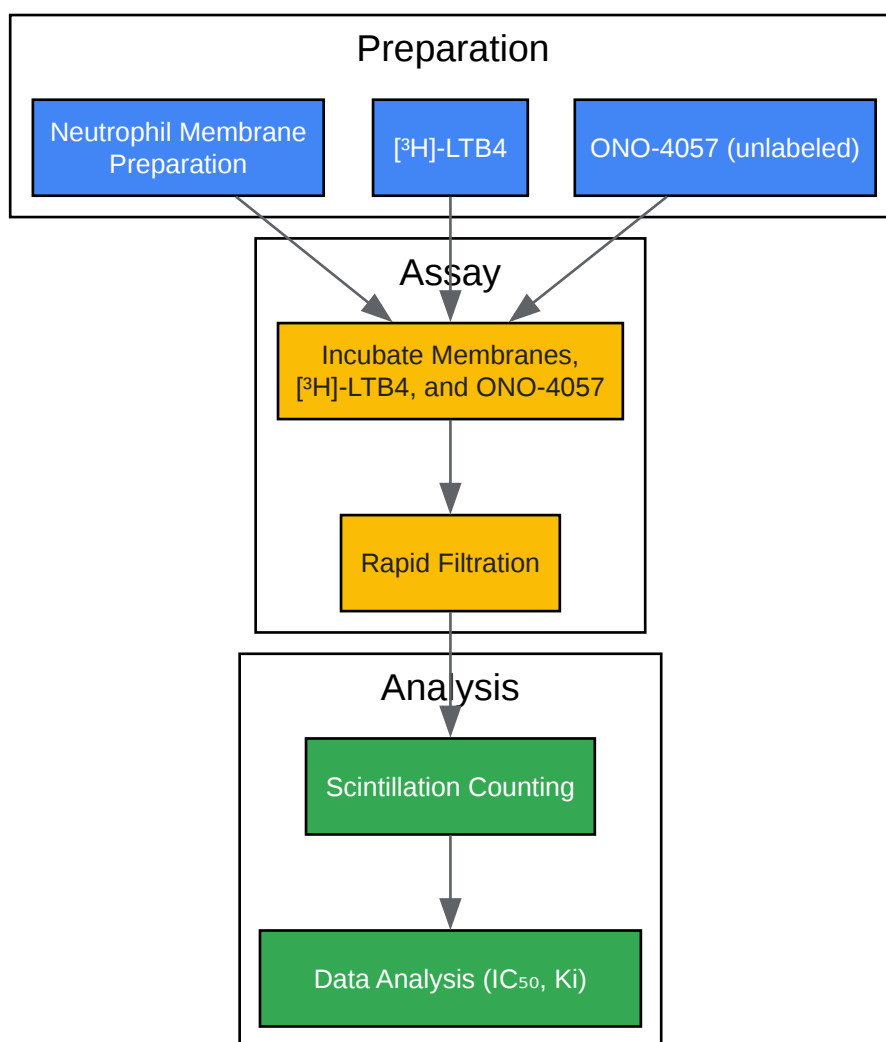 Preparation
Neutrophil Membrane
Preparation
[³H]-LTB4
ONO-4057 (unlabeled)
Assay
Incubate Membranes,
[³H]-LTB4, and ONO-4057
Rapid Filtration
Analysis
Scintillation Counting
Data Analysis (IC₅₀, Ki)